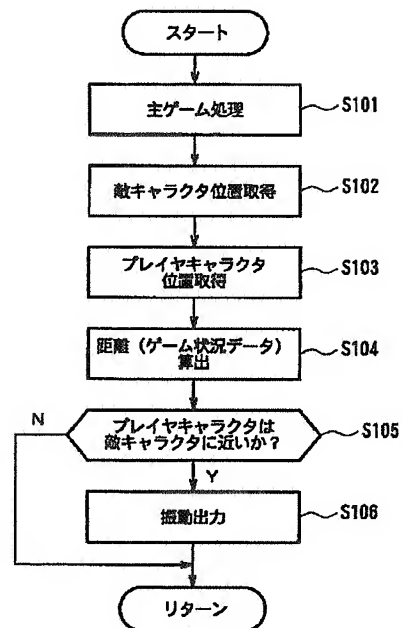 スタート
主ゲーム処理
S101
敵キャラクタ位置取得
S102
プレイヤキャラクタ
位置取得
S103
距離（ゲーム状況データ）
算出
S104
N
プレイヤキャラクタは
敵キャラクタに近いか？
S105
Y
振動出力
S106
リターン